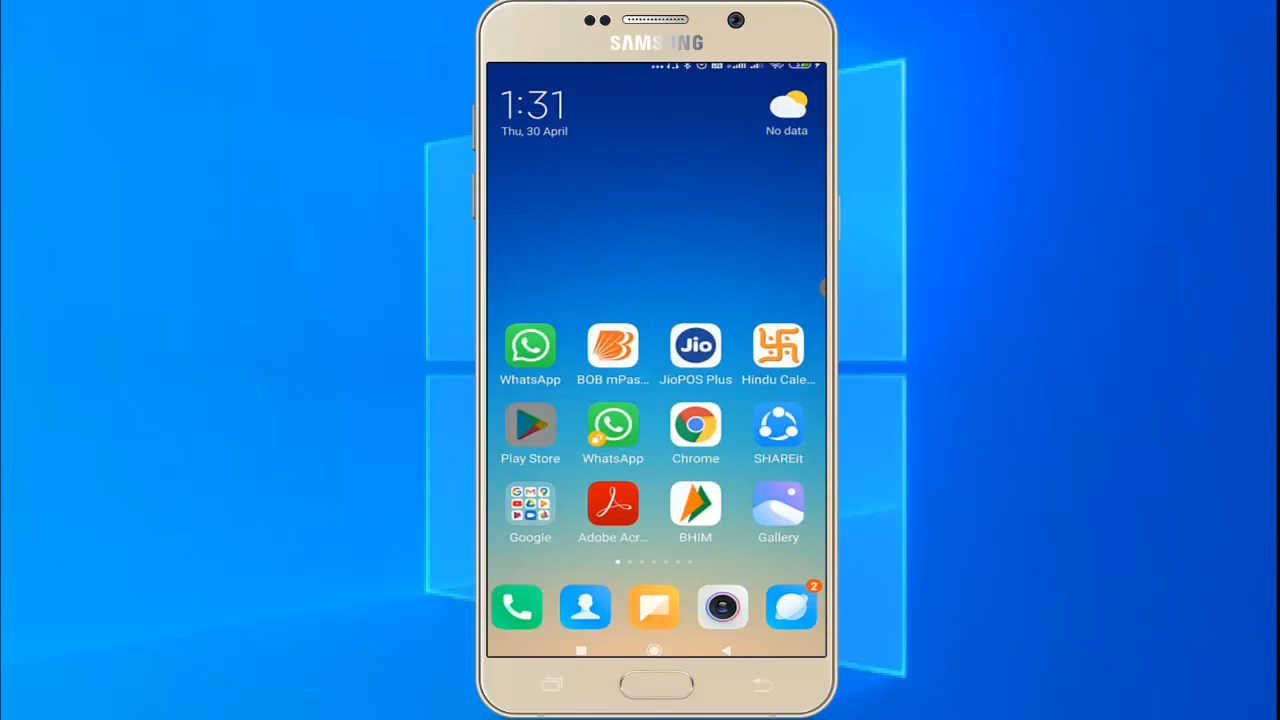 SAMSUNG
1:31
Thu, 30 April
No data
WhatsApp
BOB mPas...
Jio
JioPOS Plus
Hindu Cale...
Play Store
WhatsApp
Chrome
SHAREit
Google
Adobe Acr...
BHIM
Gallery
2